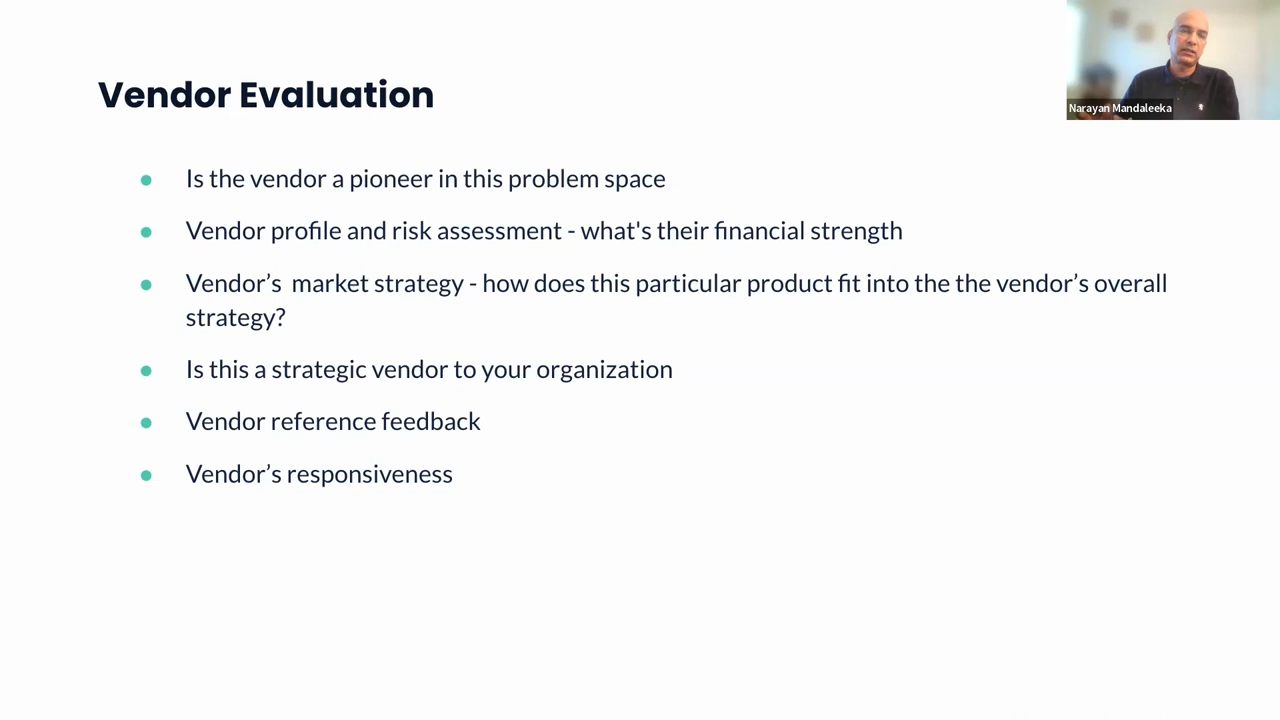 Vendor Evaluation
Narayan Mandaleeka
● Is the vendor a pioneer in this problem space
● Vendor profile and risk assessment - what's their financial strength
● Vendor’s  market strategy - how does this particular product fit into the the vendor’s overall
strategy?
● Is this a strategic vendor to your organization
● Vendor reference feedback
● Vendor’s responsiveness